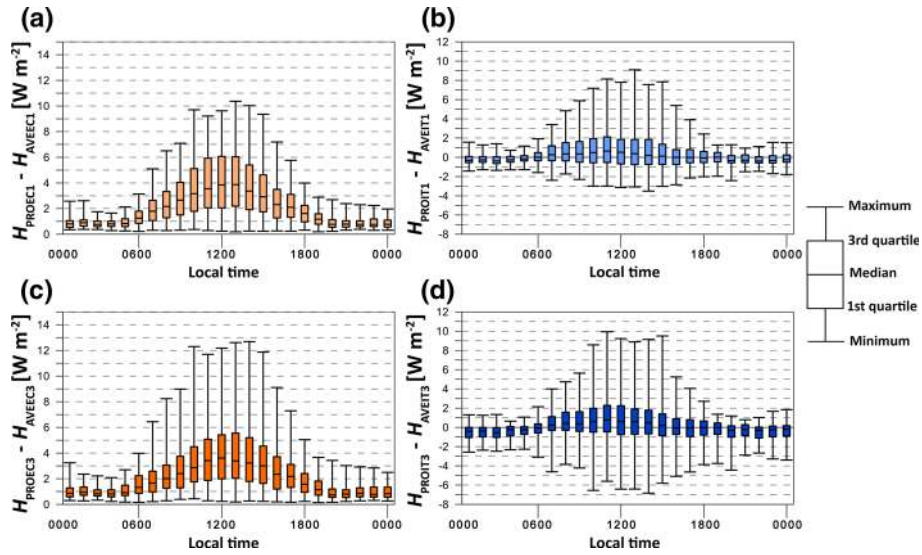 (a)
H_PROEC1 - H_AVEEC1 [W m⁻²]
15
14
12
10
8
6
4
2
0
0000 0600 1200 1800 0000
Local time
(b)
H_PROIT1 - H_AVEIT1 [W m⁻²]
12
10
8
6
4
2
0
-2
-4
-6
-8
0000 0600 1200 1800 0000
Local time
Maximum
3rd quartile
Median
1st quartile
Minimum
(c)
H_PROEC3 - H_AVEEC3 [W m⁻²]
14
12
10
8
6
4
2
0
0000 0600 1200 1800 0000
Local time
(d)
H_PROIT3 - H_AVEIT3 [W m⁻²]
12
10
8
6
4
2
0
-2
-4
-6
-8
0000 0600 1200 1800 0000
Local time